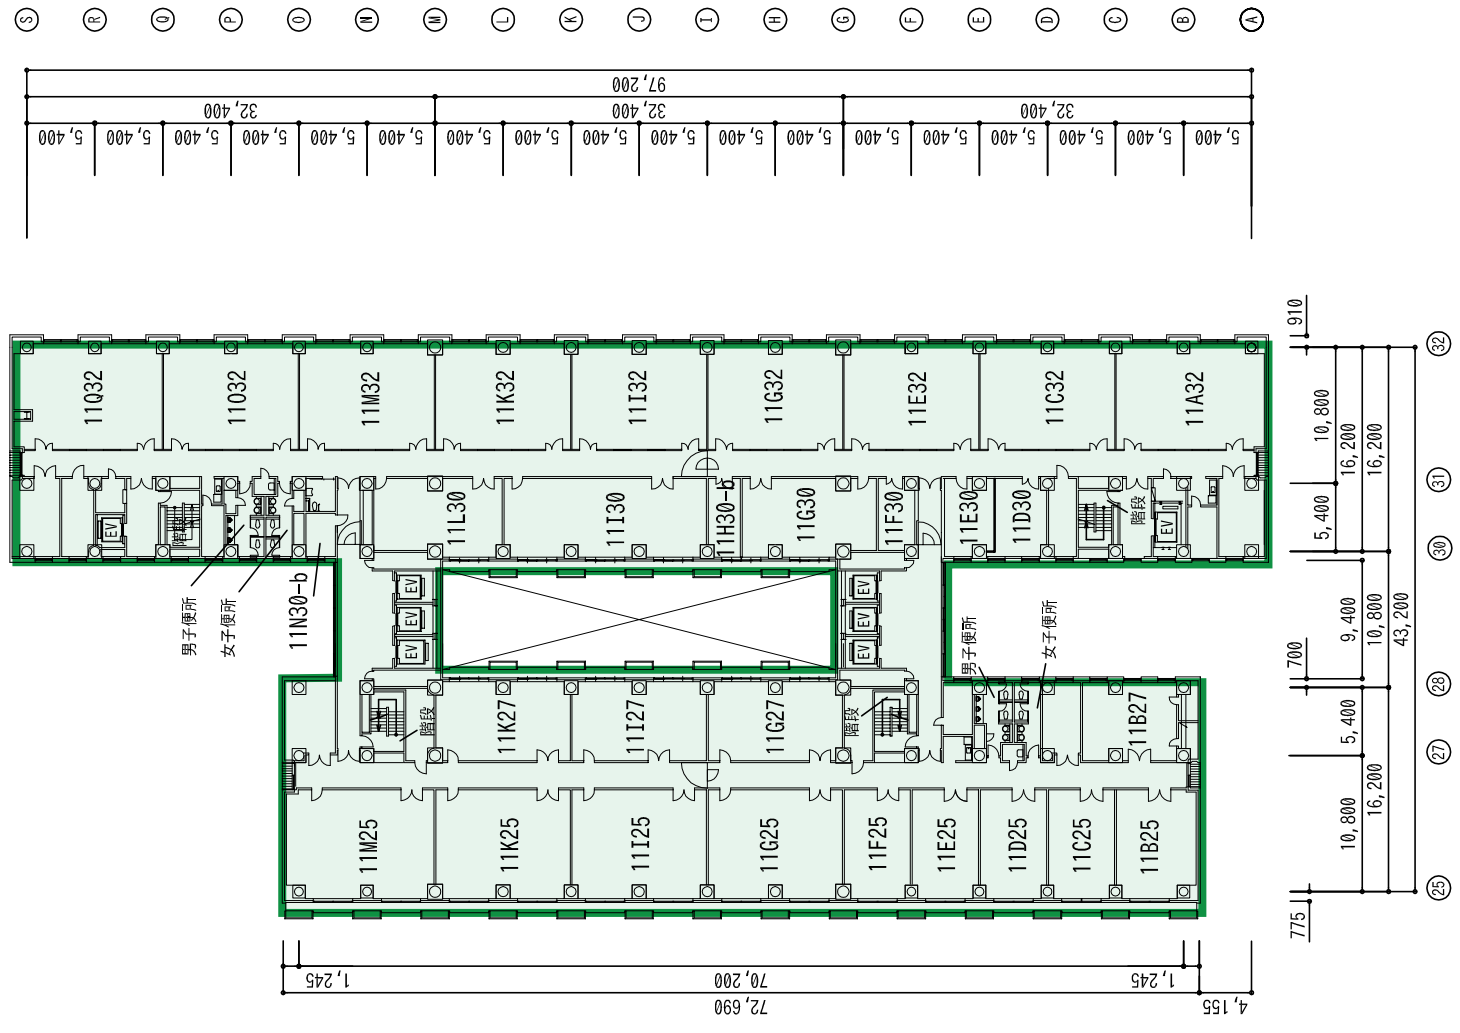 S R Q P O N M L K J I H G F E D C B A
97,200
32,400 32,400 32,400
5,400 5,400 5,400 5,400 5,400 5,400 5,400 5,400 5,400 5,400 5,400 5,400 5,400 5,400 5,400 5,400 5,400 5,400
910
32
11Q32 11O32 11M32 11K32 11I32 11G32 11E32 11C32 11A32
10,800 16,200 16,200
31
11L30 11I30 11H30-b 11G30 11F30 11E30 11D30
EV 階段 階段 EV
5,400
30
男子便所 女子便所 11N30-b
EV EV
EV EV
EV EV
男子便所 女子便所
9,400 10,800 43,200
700
28
階段 11K27 11I27 11G27 階段 11B27
5,400
27
11M25 11K25 11I25 11G25 11F25 11E25 11D25 11C25 11B25
10,800 16,200
25
775
1,245 70,200 1,245
72,690 4,155